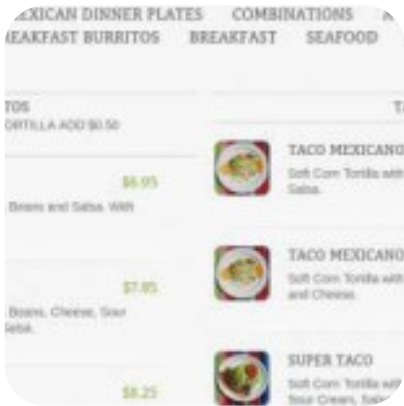 EXICAN DINNER PLATES COMBINATIONS
EAKFAST BURRITOS BREAKFAST SEAFOOD
TOS
ORTILLA ADD $0.50
$6.95
Beans and Salsa. With
$7.85
Beans, Cheese, Sour
Salsa.
$8.25
T
TACO MEXICANO
Soft Corn Tortilla with
Salsa.
TACO MEXICANO
Soft Corn Tortilla with
and Cheese.
SUPER TACO
Soft Corn Tortilla with
Sour Cream, Salsa